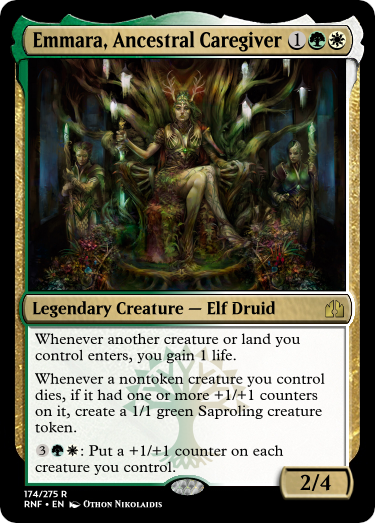 Emmara, Ancestral Caregiver 1
Legendary Creature — Elf Druid
Whenever another creature or land you
control enters, you gain 1 life.
Whenever a nontoken creature you control
dies, if it had one or more +1/+1 counters
on it, create a 1/1 green Saproling creature
token.
3: Put a +1/+1 counter on each
creature you control.
2/4
174/275 R
RNF • EN Othon Nikolaidis